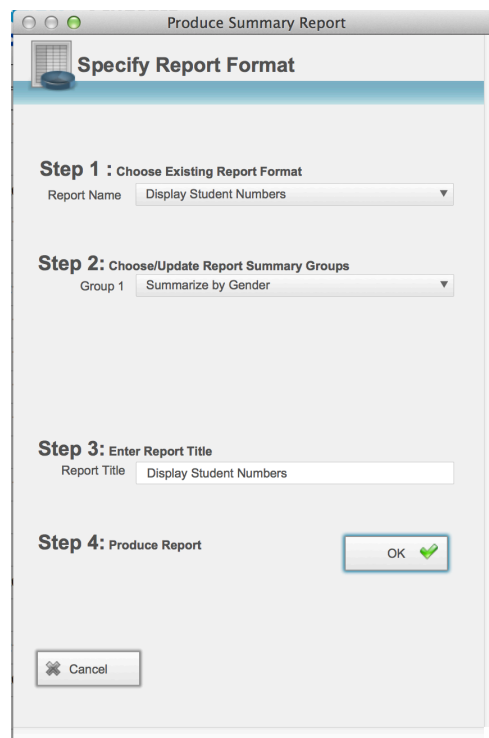 Produce Summary Report
Specify Report Format
Step 1 : Choose Existing Report Format
Report Name Display Student Numbers
Step 2: Choose/Update Report Summary Groups
Group 1 Summarize by Gender
Step 3: Enter Report Title
Report Title Display Student Numbers
Step 4: Produce Report
OK
Cancel